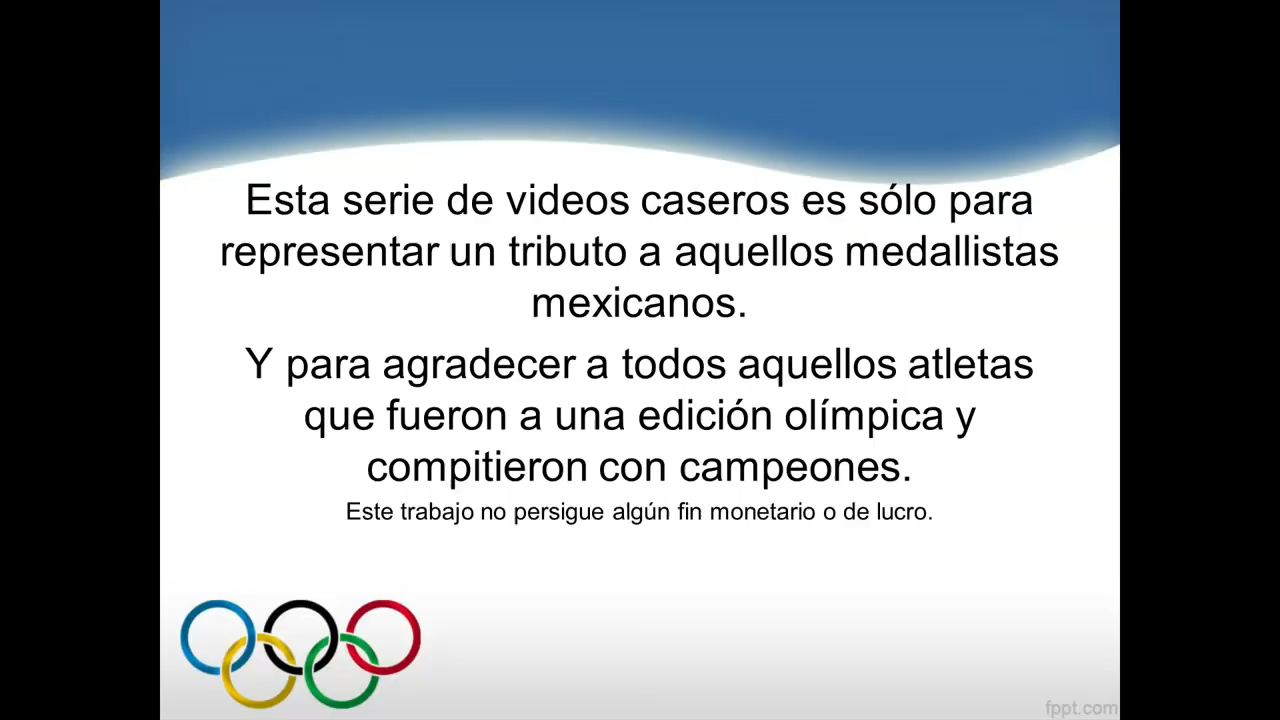 Esta serie de videos caseros es sólo para
representar un tributo a aquellos medallistas
mexicanos.
Y para agradecer a todos aquellos atletas
que fueron a una edición olímpica y
compitieron con campeones.
Este trabajo no persigue algún fin monetario o de lucro.
fppt.com